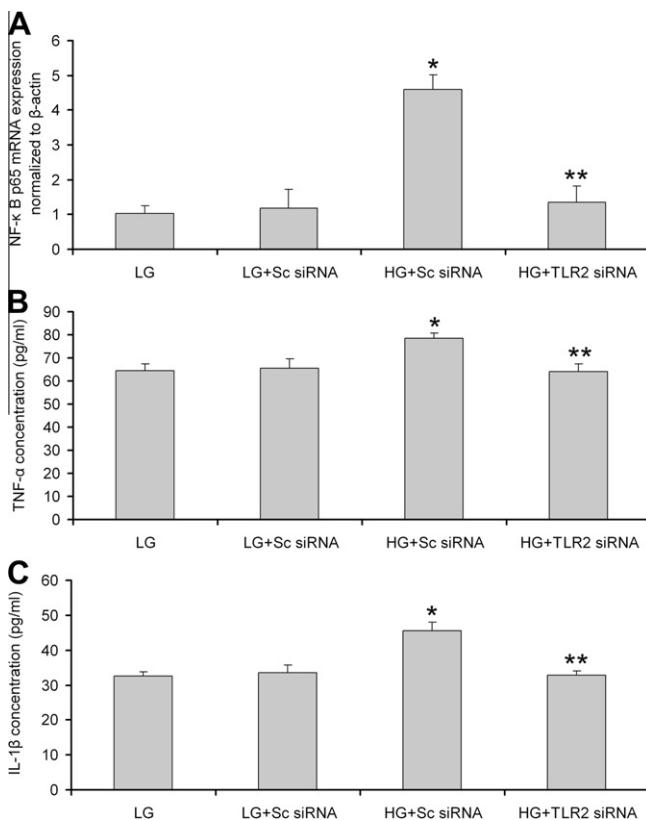 A
NF-κ B p65 mRNA expression
normalized to β-actin
6
5
4
3
2
1
0
*
**
LG
LG+Sc siRNA
HG+Sc siRNA
HG+TLR2 siRNA
B
TNF-α concentration (pg/ml)
90
80
70
60
50
40
30
20
10
0
*
**
LG
LG+Sc siRNA
HG+Sc siRNA
HG+TLR2 siRNA
C
IL-1β concentration (pg/ml)
60
50
40
30
20
10
0
*
**
LG
LG+Sc siRNA
HG+Sc siRNA
HG+TLR2 siRNA